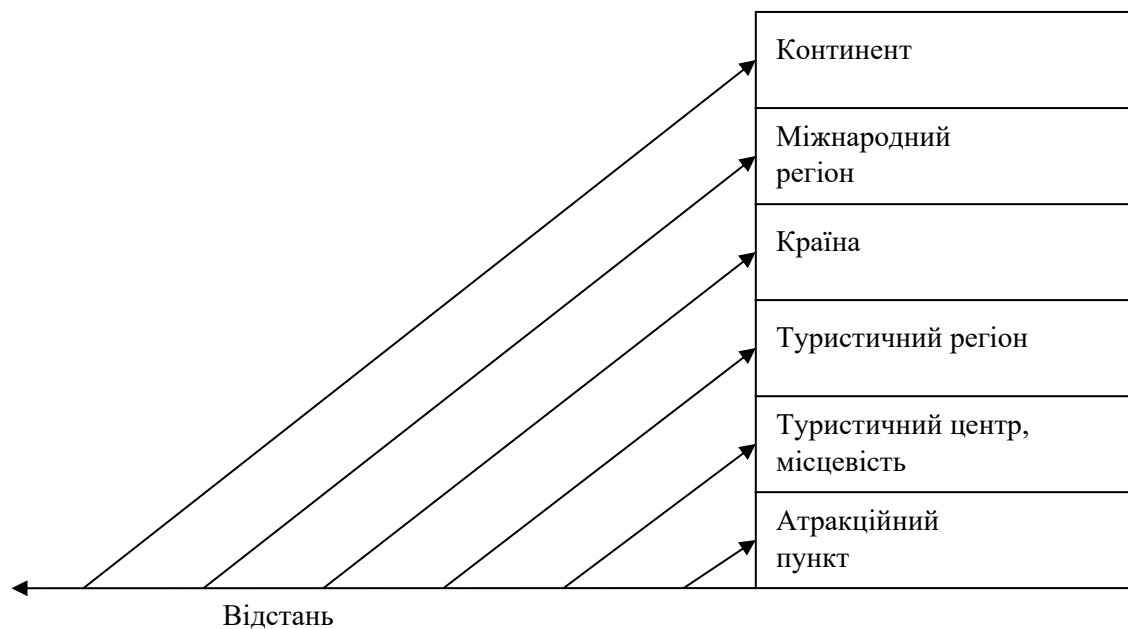 Континент
Міжнародний
регіон
Країна
Туристичний регіон
Туристичний центр,
місцевість
Атракційний
пункт
Відстань